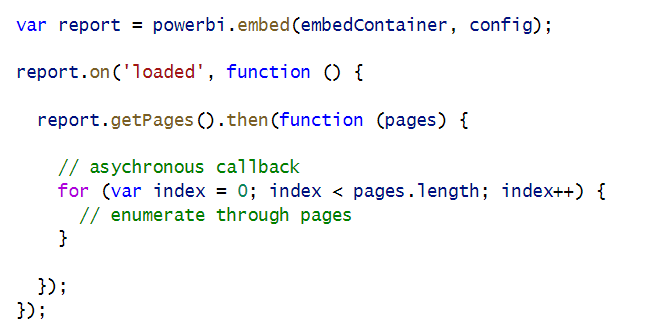 var report = powerbi.embed(embedContainer, config);
report.on('loaded', function () {
report.getPages().then(function (pages) {
// asychronous callback
for (var index = 0; index < pages.length; index++) {
// enumerate through pages
}
});
});